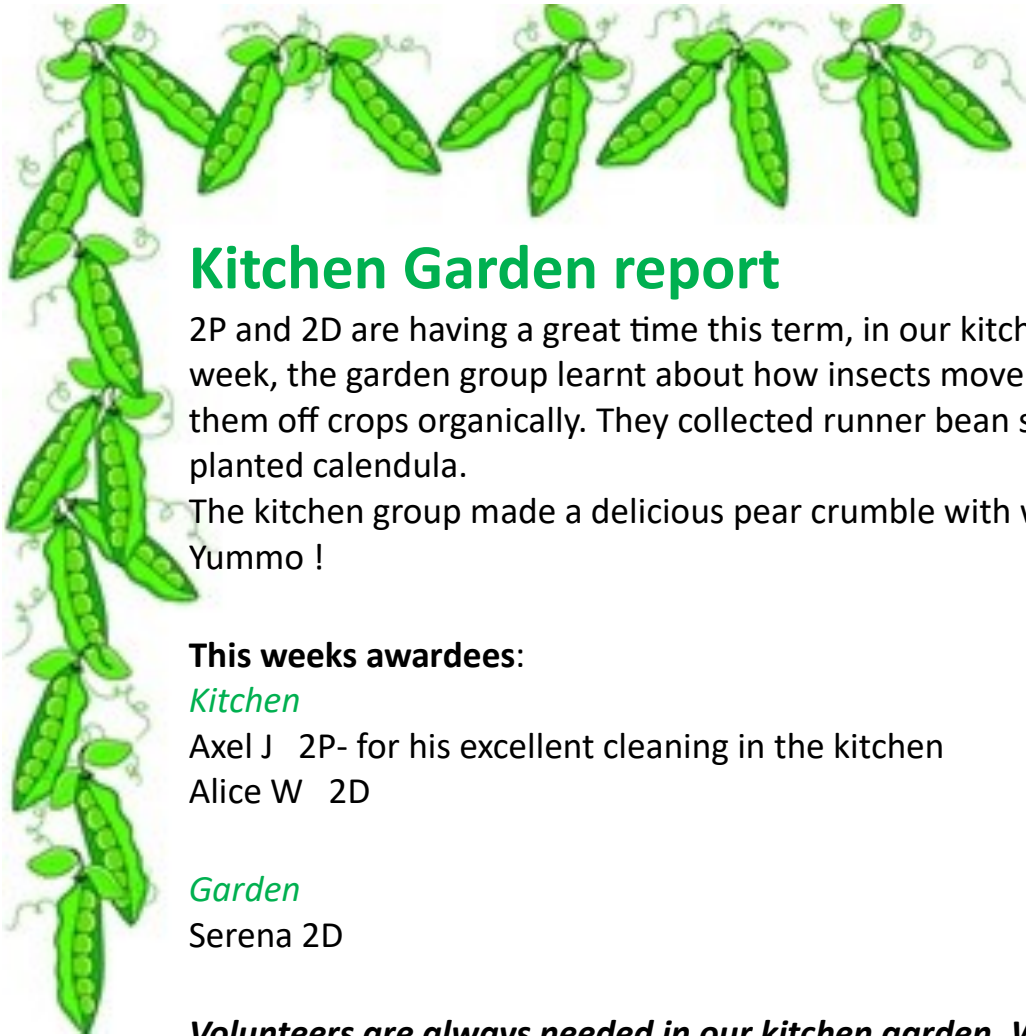 Kitchen Garden report
2P and 2D are having a great time this term, in our
week, the garden group learnt about how insects move
them off crops organically. They collected runner bean
planted calendula.
The kitchen group made a delicious pear crumble with
Yummo !
This weeks awardees:
Kitchen
Axel J 2P- for his excellent cleaning in the kitchen
Alice W 2D
Garden
Serena 2D
Volunteers are always needed in our kitchen garden.